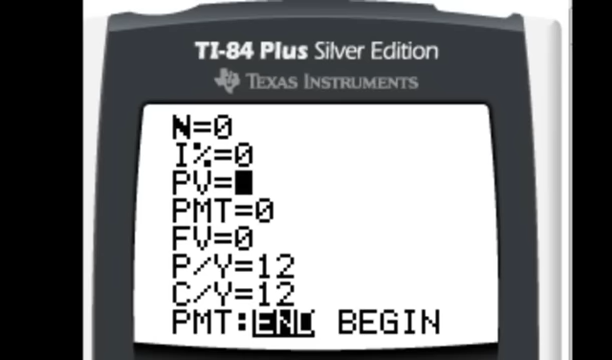 TI-84 Plus Silver Edition
TEXAS INSTRUMENTS
N=0
I%=0
PV=
PMT=0
FV=0
P/Y=12
C/Y=12
PMT:END BEGIN